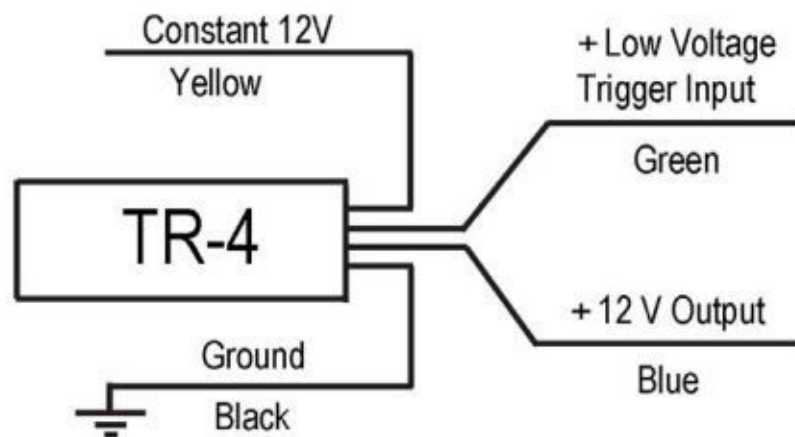 Constant 12V
Yellow
+ Low Voltage
Trigger Input
Green
TR-4
+ 12 V Output
Blue
Ground
Black